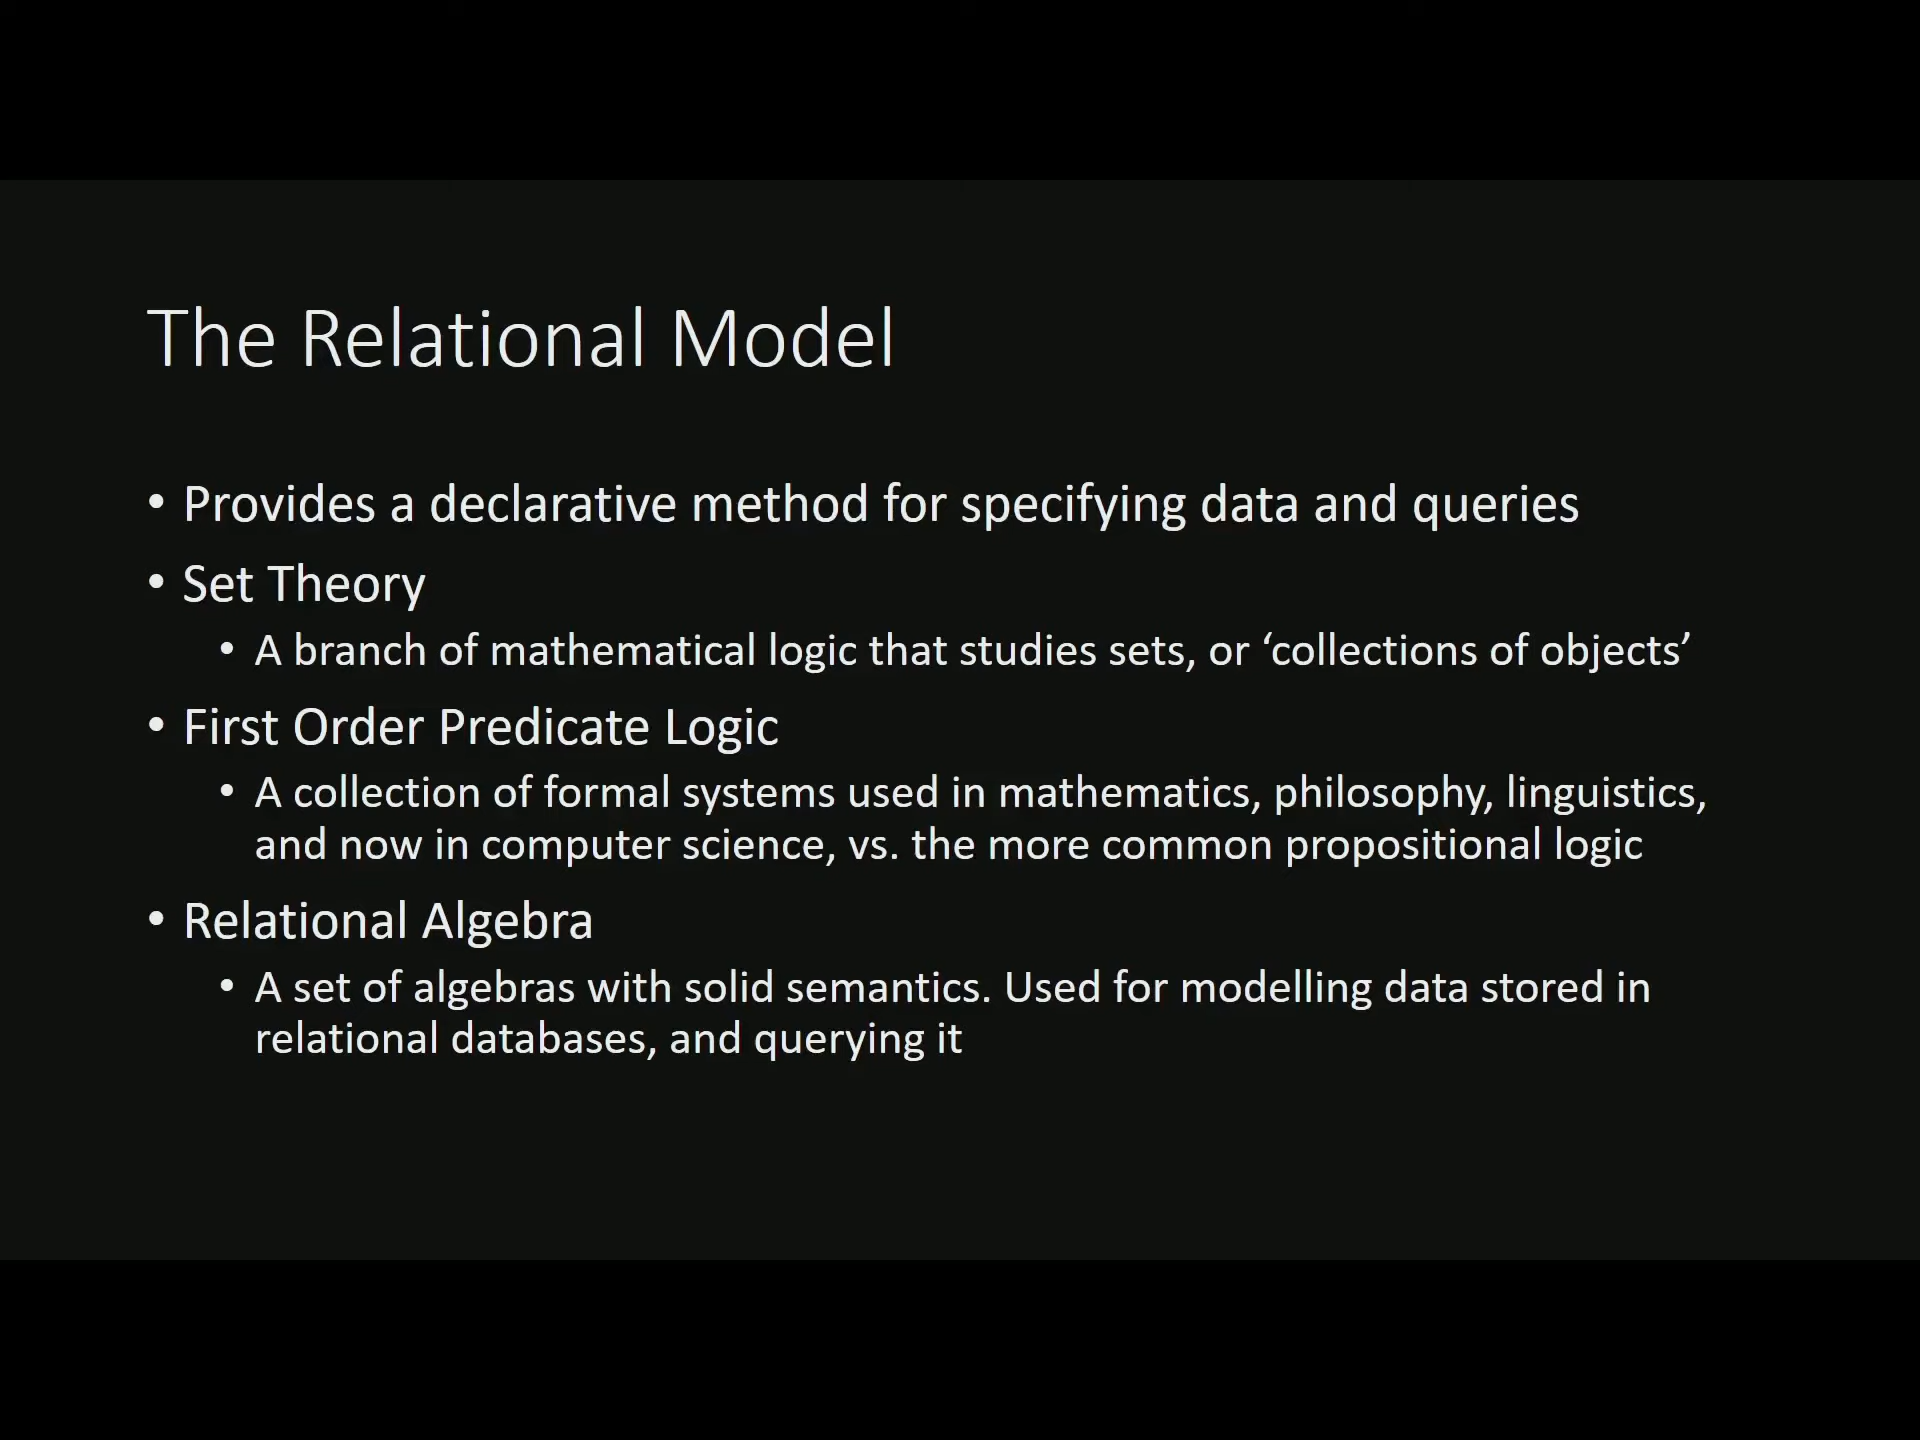 The Relational Model
• Provides a declarative method for specifying data and queries
• Set Theory
• A branch of mathematical logic that studies sets, or ‘collections of objects’
• First Order Predicate Logic
• A collection of formal systems used in mathematics, philosophy, linguistics,
and now in computer science, vs. the more common propositional logic
• Relational Algebra
• A set of algebras with solid semantics. Used for modelling data stored in
relational databases, and querying it